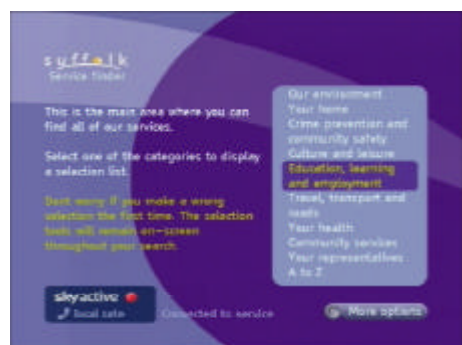 suffolk
Service finder
This is the main area where you can
find all of our services.
Select one of the categories to display
a selection list.
Dont worry if you make a wrong
selection the first time. The selection
tools will remain on-screen
throughout your search.
Our environment
Your home
Crime prevention and
community safety
Culture and leisure
Education, learning
and employment
Travel, transport and
roads
Your health
Community services
Your representatives
A to Z
sky active
local rate
Connected to service
More options